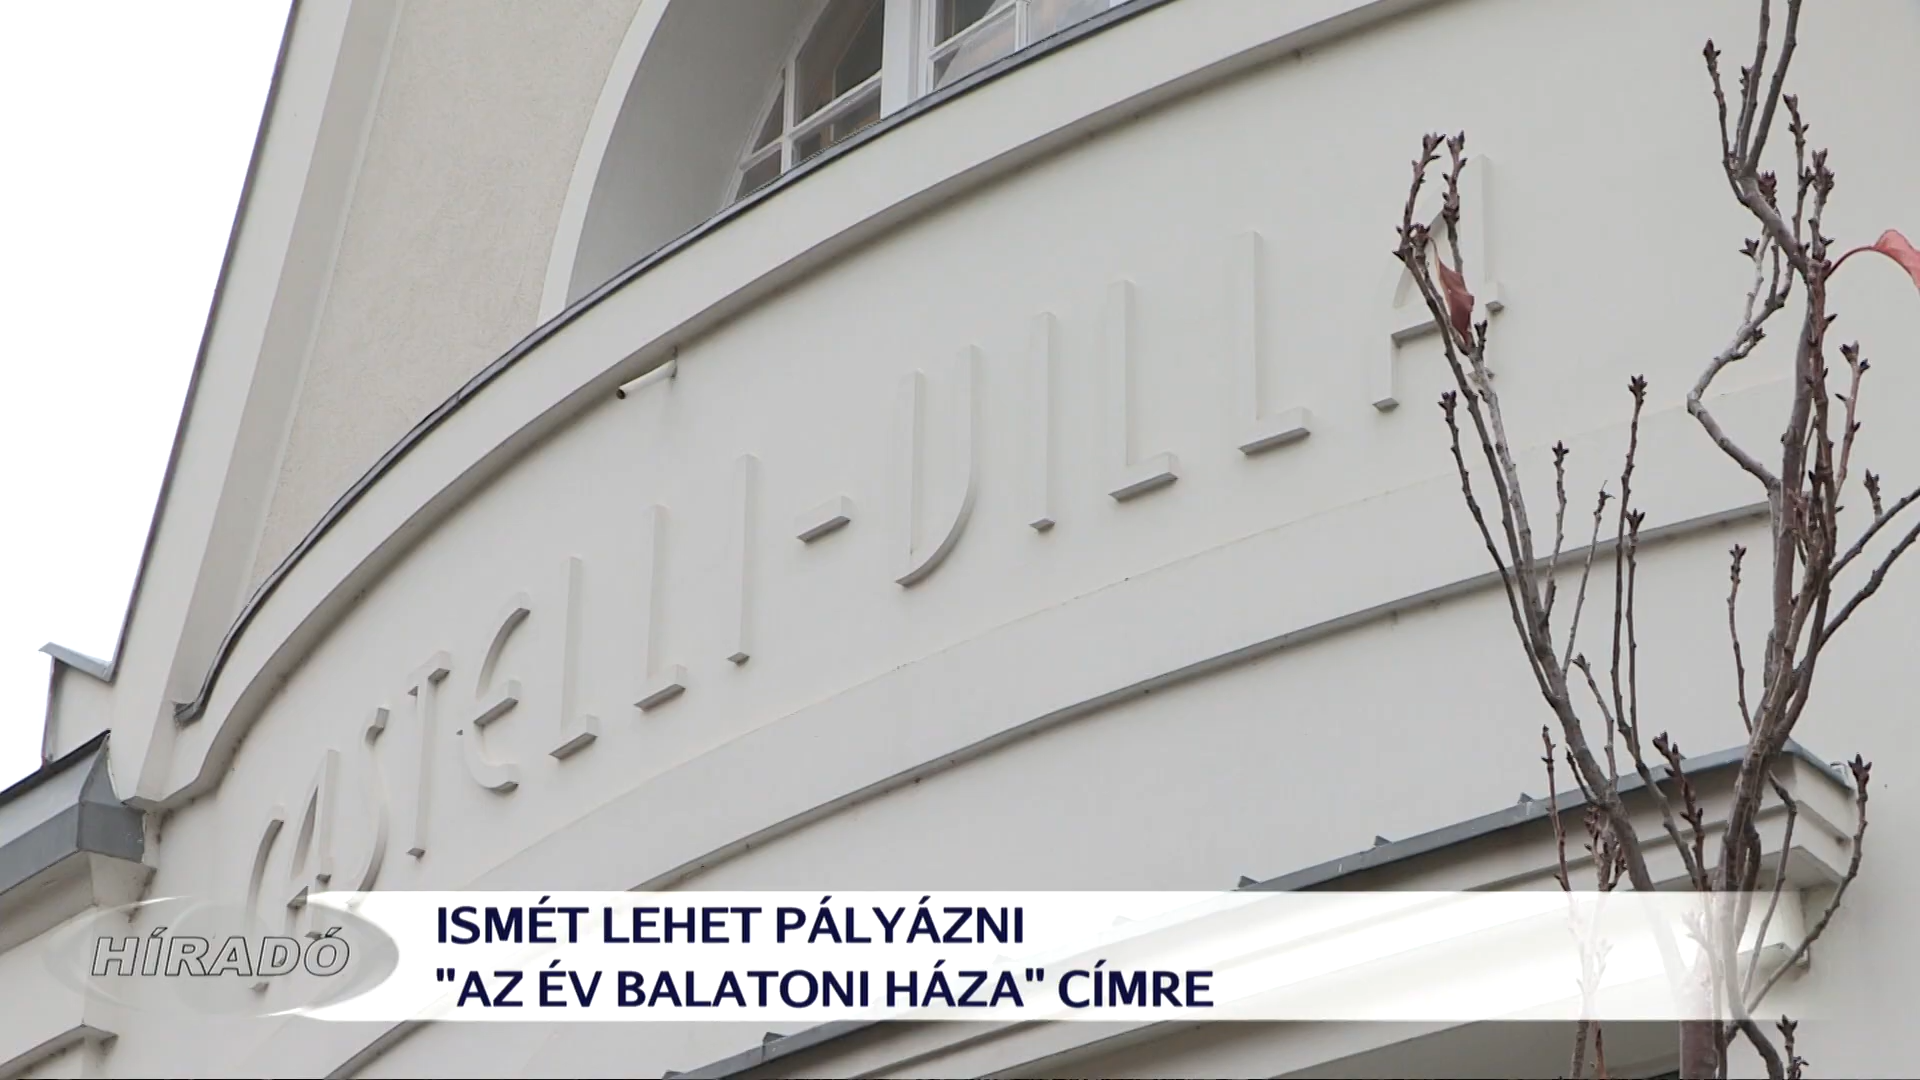 CASTELLI-VILLA
HÍRADÓ
ISMÉT LEHET PÁLYÁZNI
"AZ ÉV BALATONI HÁZA" CÍMRE